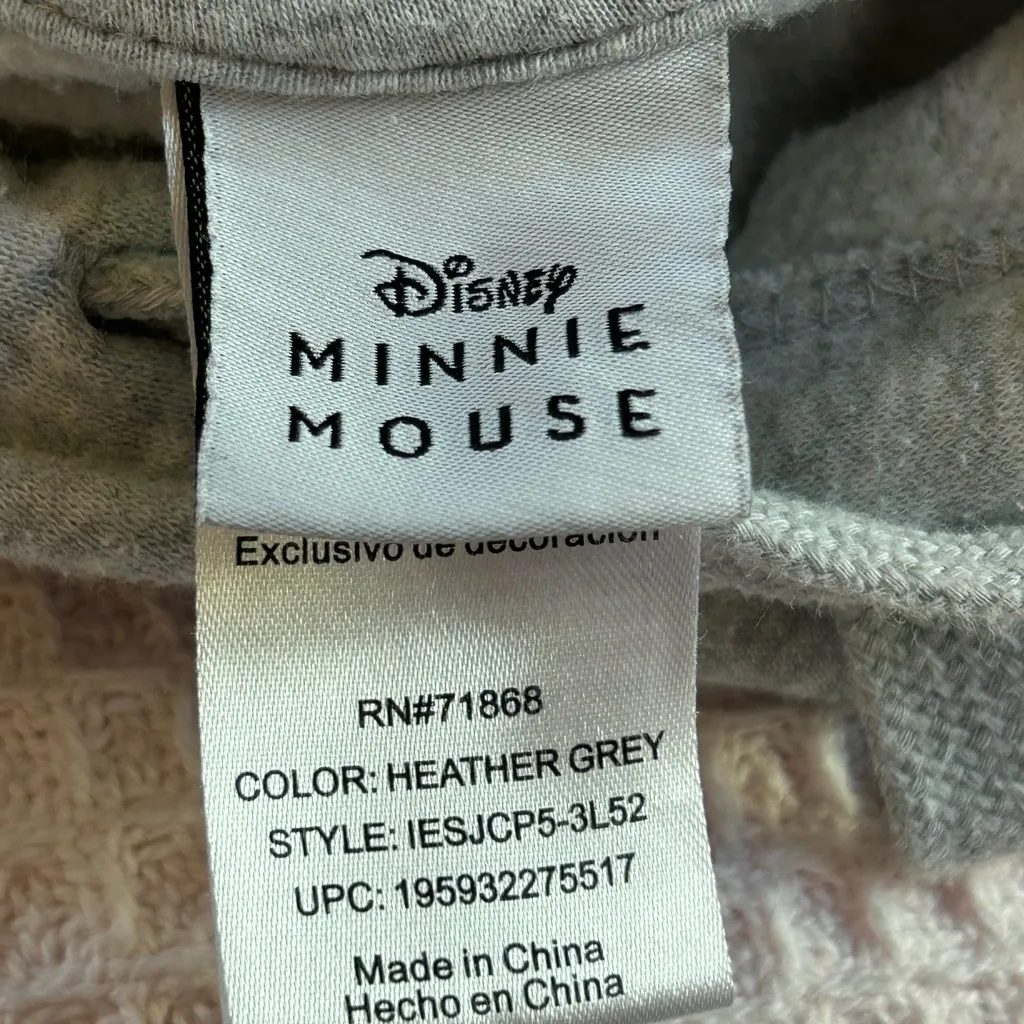 Disney
MINNIE
MOUSE
Exclusivo de decoración
RN#71868
COLOR: HEATHER GREY
STYLE: IESJCP5-3L52
UPC: 195932275517
Made in China
Hecho en China